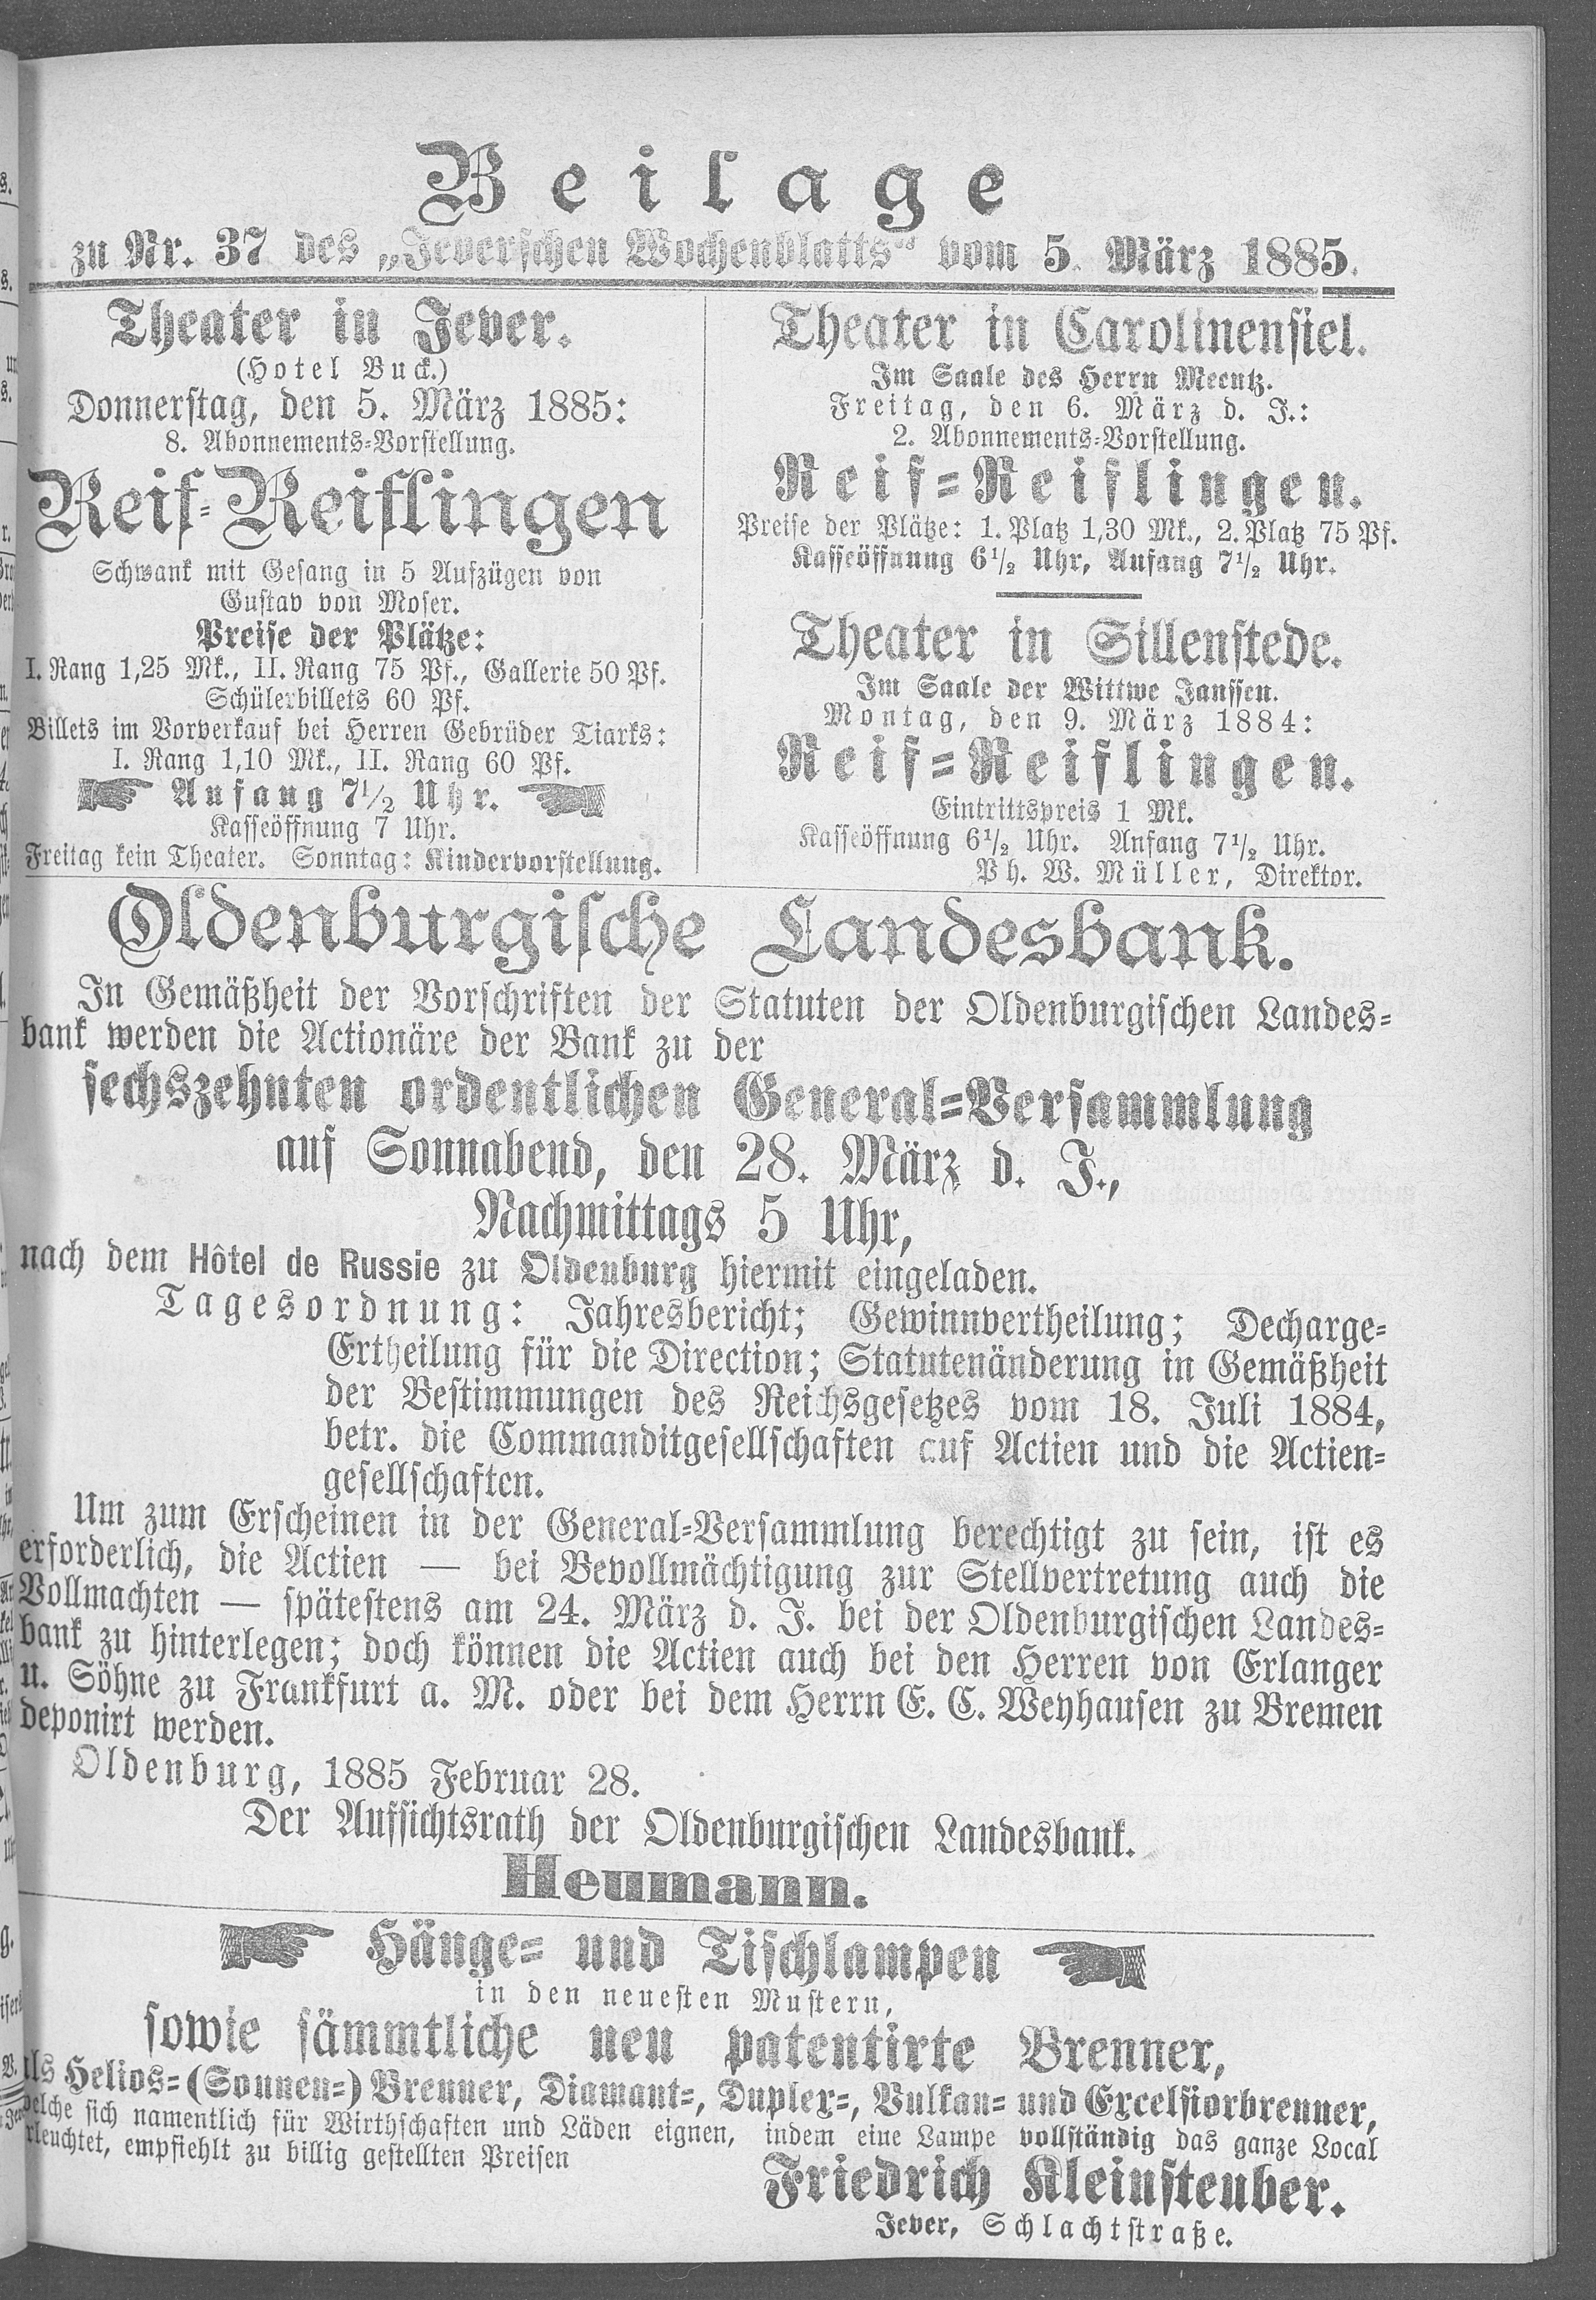 Beilage
zu Nr. 37 des „Jeverschen Wochenblatts“ vom 5. März 1885.
Theater in Jever.
(Hotel Buck.)
Donnerstag, den 5. März 1885:
8. Abonnements-Vorstellung.
Reif-Reiflingen
Schwank mit Gesang in 5 Aufzügen von
Gustav von Moser.
Preise der Plätze:
I. Rang 1,25 Mk., II. Rang 75 Pf., Gallerie 50 Pf.
Schülerbillets 60 Pf.
Billets im Vorverkauf bei Herren Gebrüder Tiarks:
I. Rang 1,10 Mk., II. Rang 60 Pf.
Anfang 7½ Uhr.
Kasseöffnung 7 Uhr.
Freitag kein Theater. Sonntag: Kindervorstellung.
Theater in Carolinensiel.
Im Saale des Herrn Meentz.
Freitag, den 6. März d. J.:
2. Abonnements-Vorstellung.
Reif-Reiflingen.
Preise der Plätze: 1. Platz 1,30 Mk., 2. Platz 75 Pf.
Kasseöffnung 6½ Uhr, Anfang 7½ Uhr.
Theater in Sillenstede.
Im Saale der Wittwe Janssen.
Montag, den 9. März 1884:
Reif-Reiflingen.
Eintrittspreis 1 Mk.
Kasseöffnung 6½ Uhr. Anfang 7½ Uhr.
Ph. W. Müller, Direktor.
Oldenburgische Landesbank.
In Gemäßheit der Vorschriften der Statuten der Oldenburgischen Landes-
bank werden die Actionäre der Bank zu der
sechszehnten ordentlichen General-Versammlung
auf Sonnabend, den 28. März d. J.,
Nachmittags 5 Uhr,
nach dem Hôtel de Russie zu Oldenburg hiermit eingeladen.
Tagesordnung: Jahresbericht; Gewinnvertheilung; Decharge-
Ertheilung für die Direction; Statutenänderung in Gemäßheit
der Bestimmungen des Reichsgesetzes vom 18. Juli 1884,
betr. die Commanditgesellschaften auf Actien und die Actien-
gesellschaften.
Um zum Erscheinen in der General-Versammlung berechtigt zu sein, ist es
erforderlich, die Actien — bei Bevollmächtigung zur Stellvertretung auch die
Vollmachten — spätestens am 24. März d. J. bei der Oldenburgischen Landes-
bank zu hinterlegen; doch können die Actien auch bei den Herren von Erlanger
u. Söhne zu Frankfurt a. M. oder bei dem Herrn E. C. Weyhausen zu Bremen
deponirt werden.
Oldenburg, 1885 Februar 28.
Der Aufsichtsrath der Oldenburgischen Landesbank.
Heumann.
Hänge- und Tischlampen
in den neuesten Mustern,
sowie sämmtliche neu patentirte Brenner,
als Helios-(Sonnen-) Brenner, Diamant-, Duplex-, Vulkan- und Excelsiorbrenner,
welche sich namentlich für Wirthschaften und Läden eignen, indem eine Lampe vollständig das ganze Local
erleuchtet, empfiehlt zu billig gestellten Preisen
Friedrich Kleinsteuber.
Jever, Schlachtstraße.